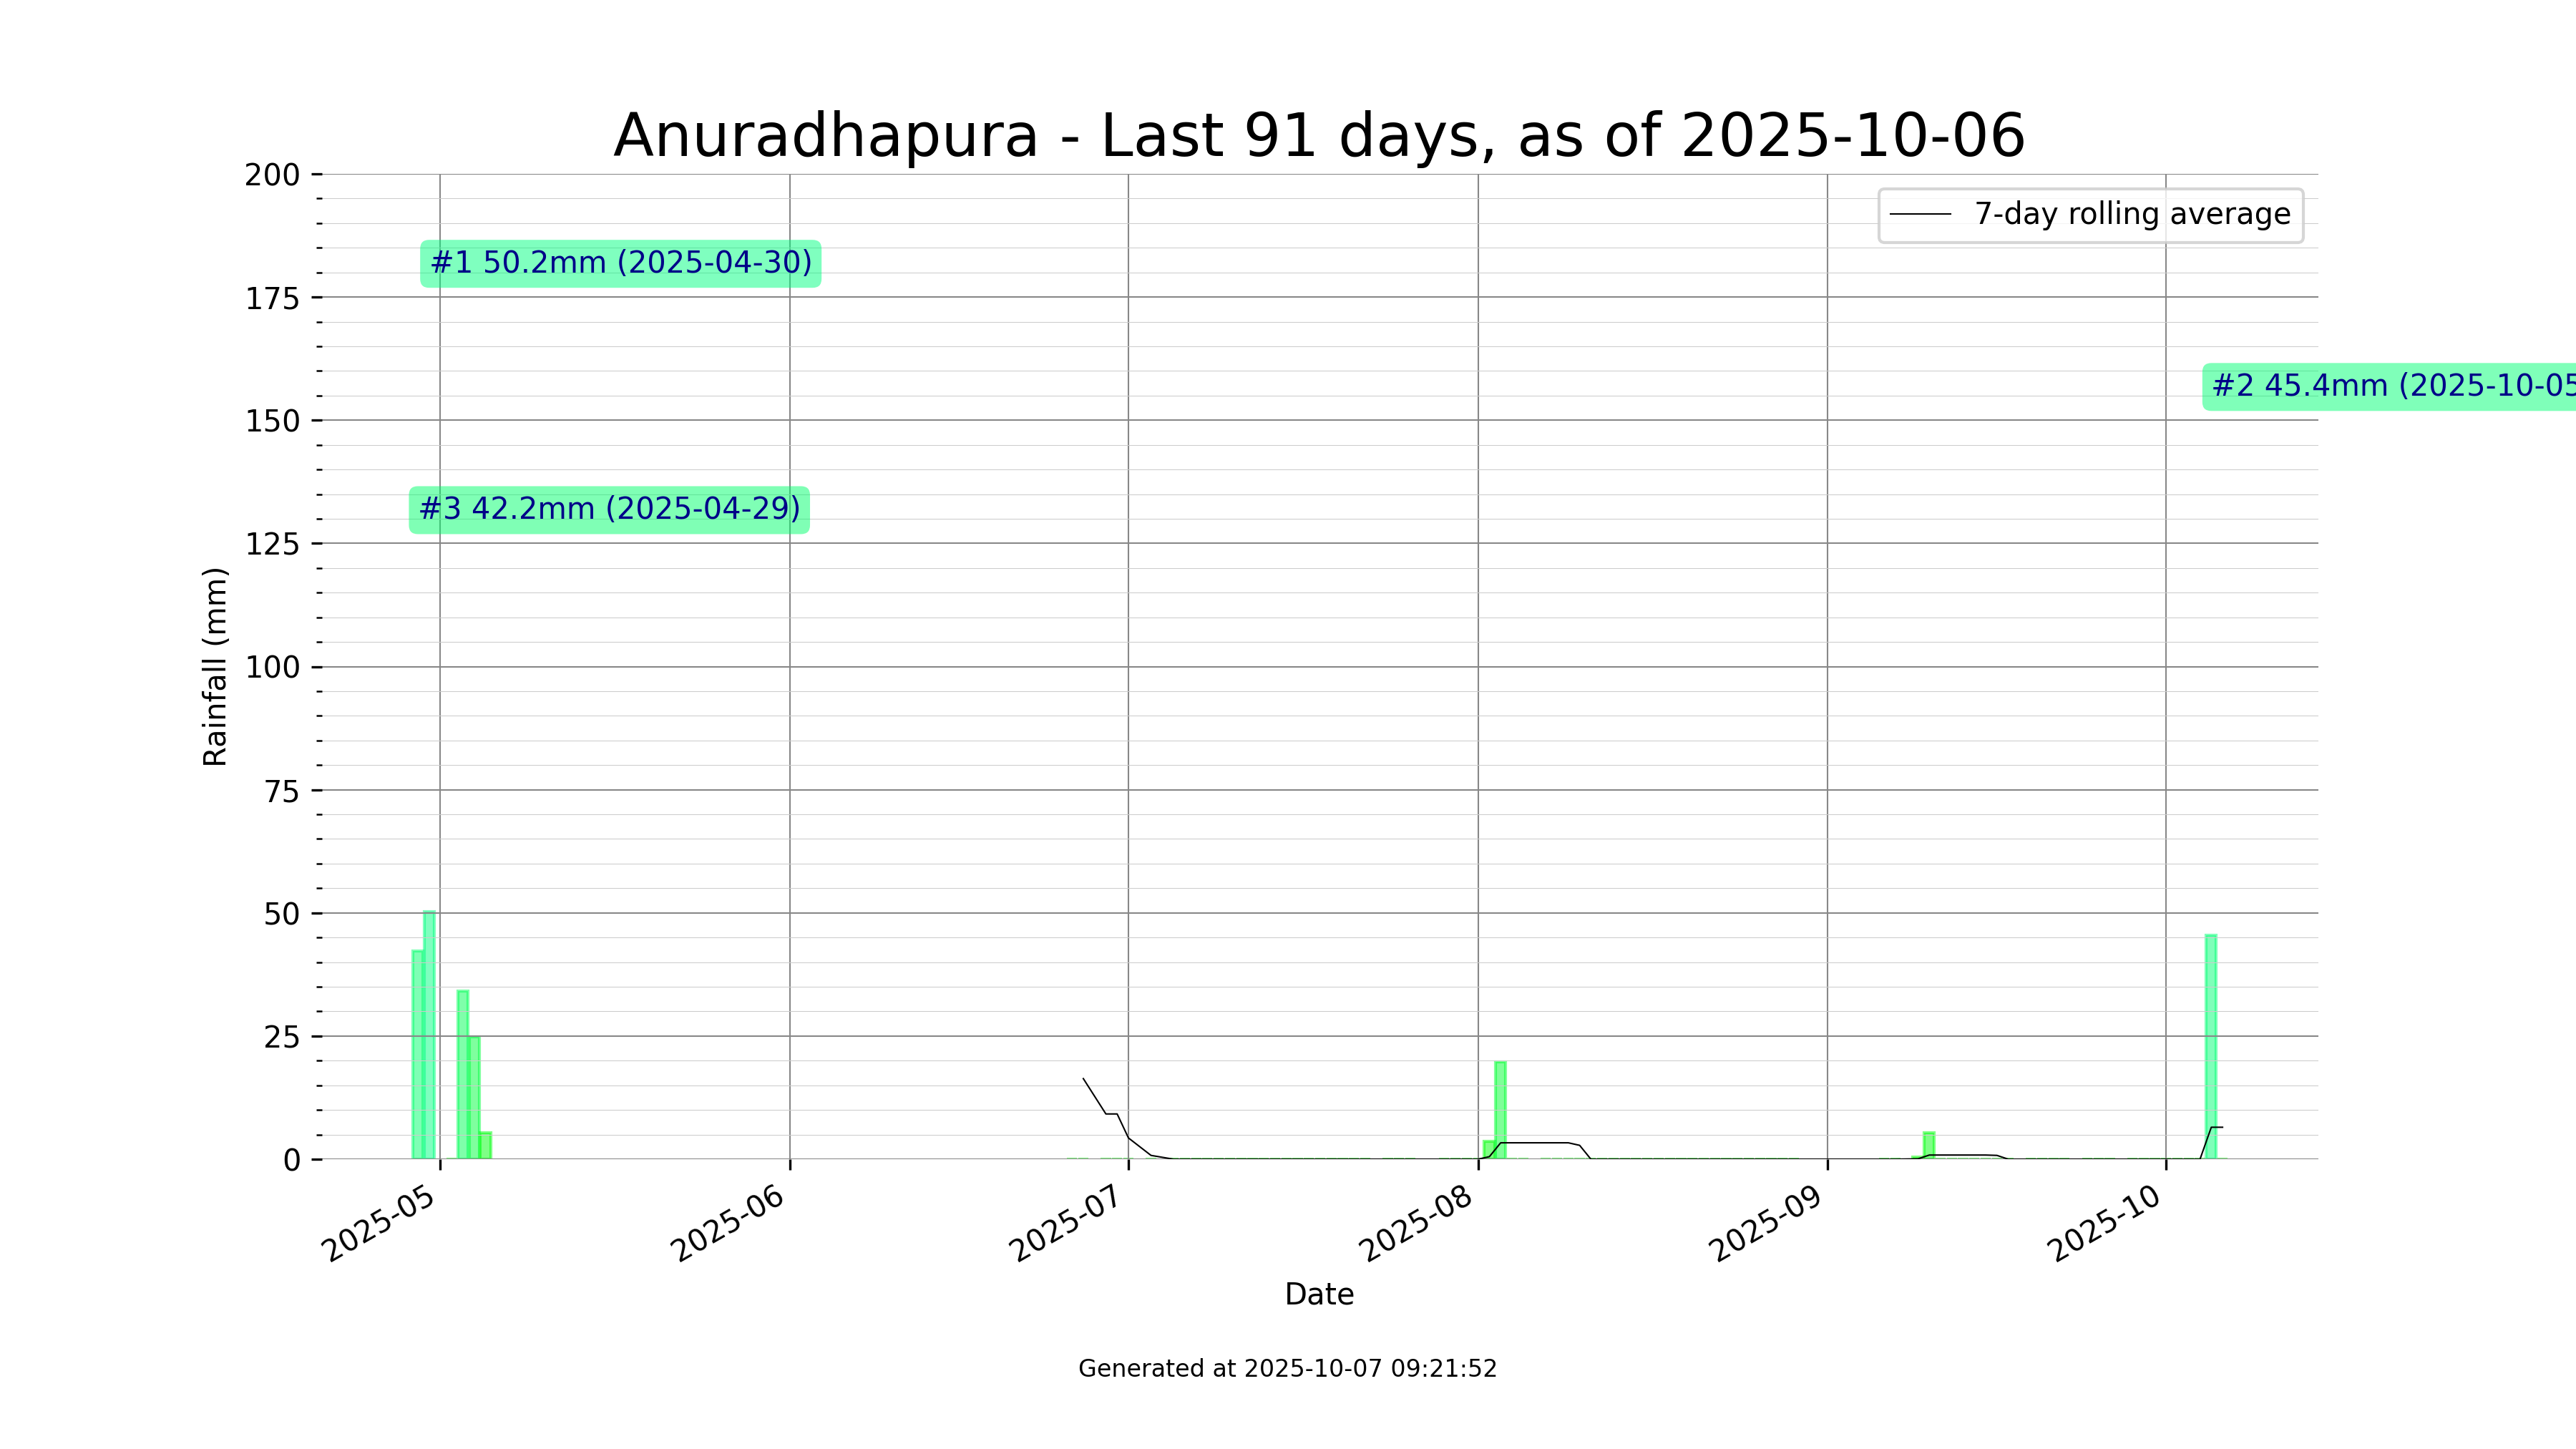 Anuradhapura - Last 91 days, as of 2025-10-06
200
175
150
125
100
75
50
25
0
Rainfall (mm)
7-day rolling average
#1 50.2mm (2025-04-30)
#2 45.4mm (2025-10-05
#3 42.2mm (2025-04-29)
2025-05
2025-06
2025-07
2025-08
2025-09
2025-10
Date
Generated at 2025-10-07 09:21:52